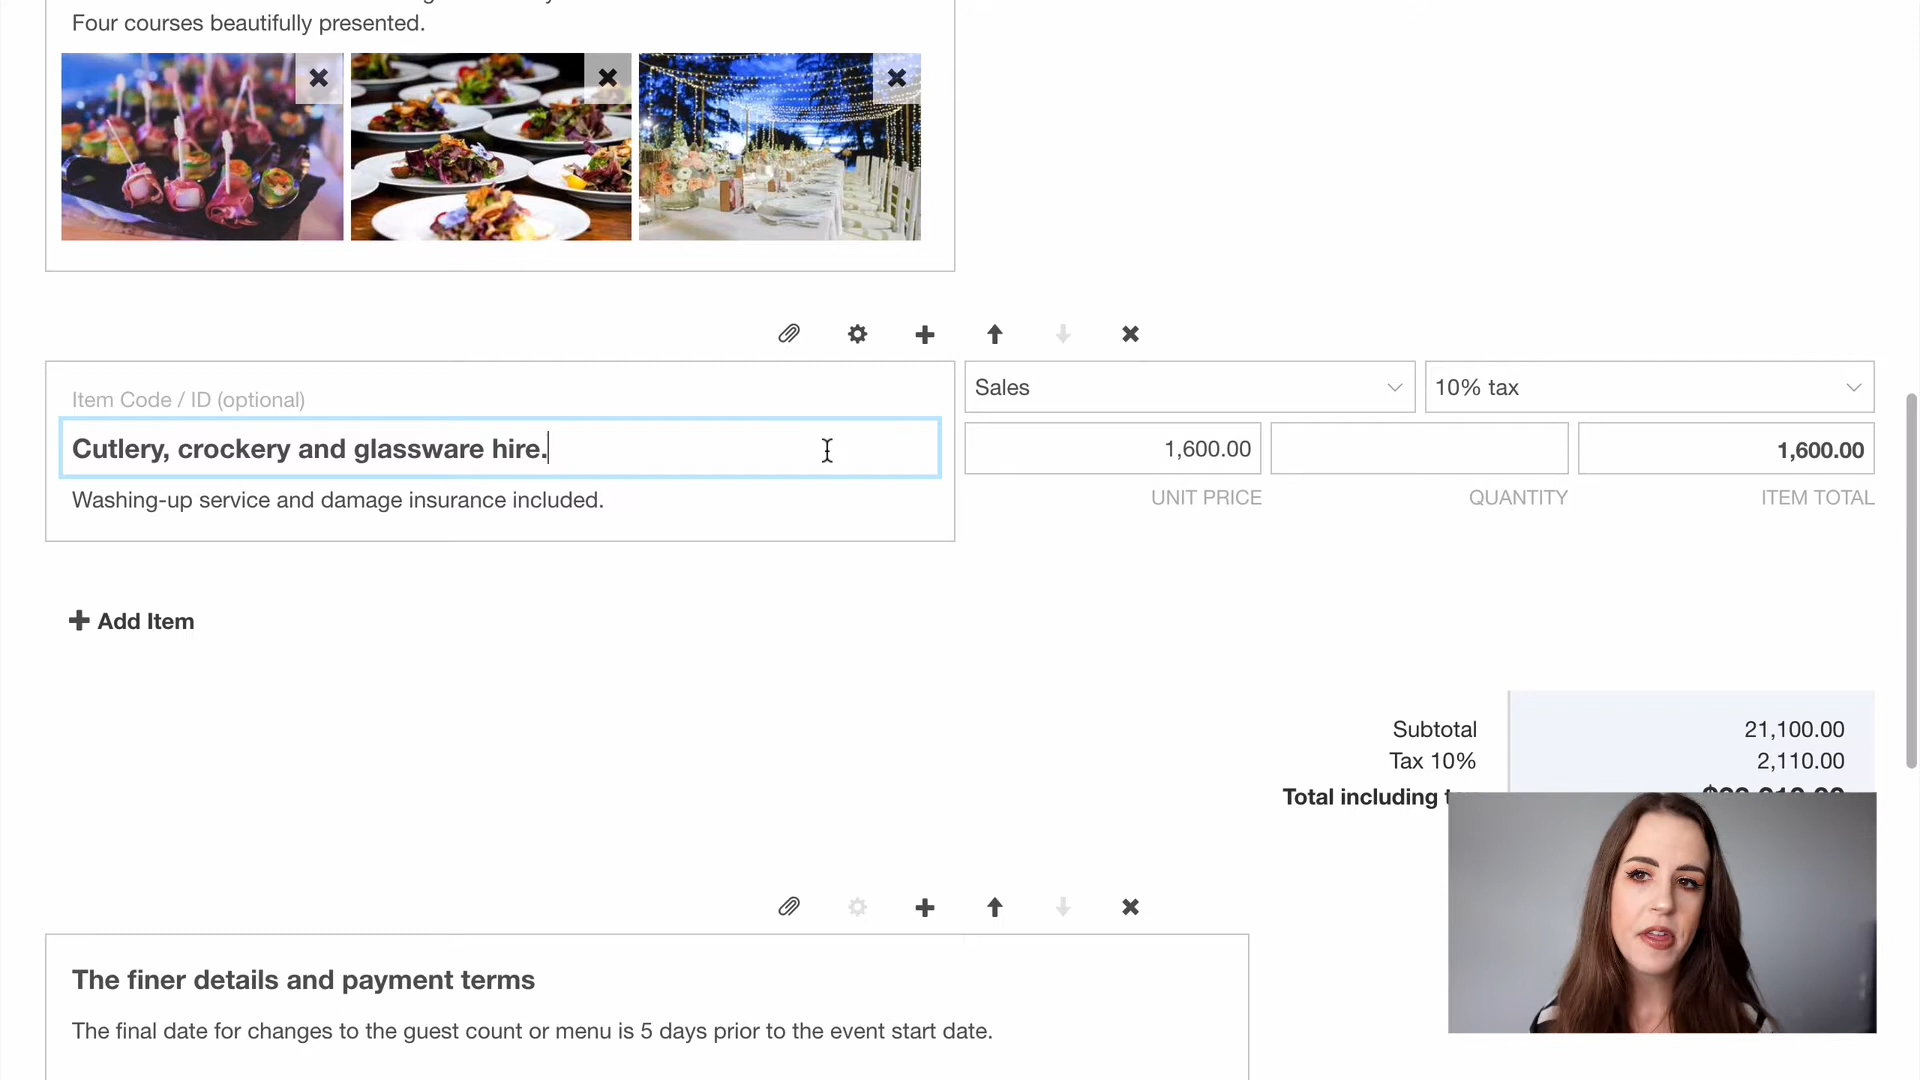 Four courses beautifully presented.
Item Code / ID (optional)
Sales
10% tax
Cutlery, crockery and glassware hire.
1,600.00
1,600.00
Washing-up service and damage insurance included.
UNIT PRICE
QUANTITY
ITEM TOTAL
Add Item
Subtotal
21,100.00
Tax 10%
2,110.00
Total including
The finer details and payment terms
The final date for changes to the guest count or menu is 5 days prior to the event start date.